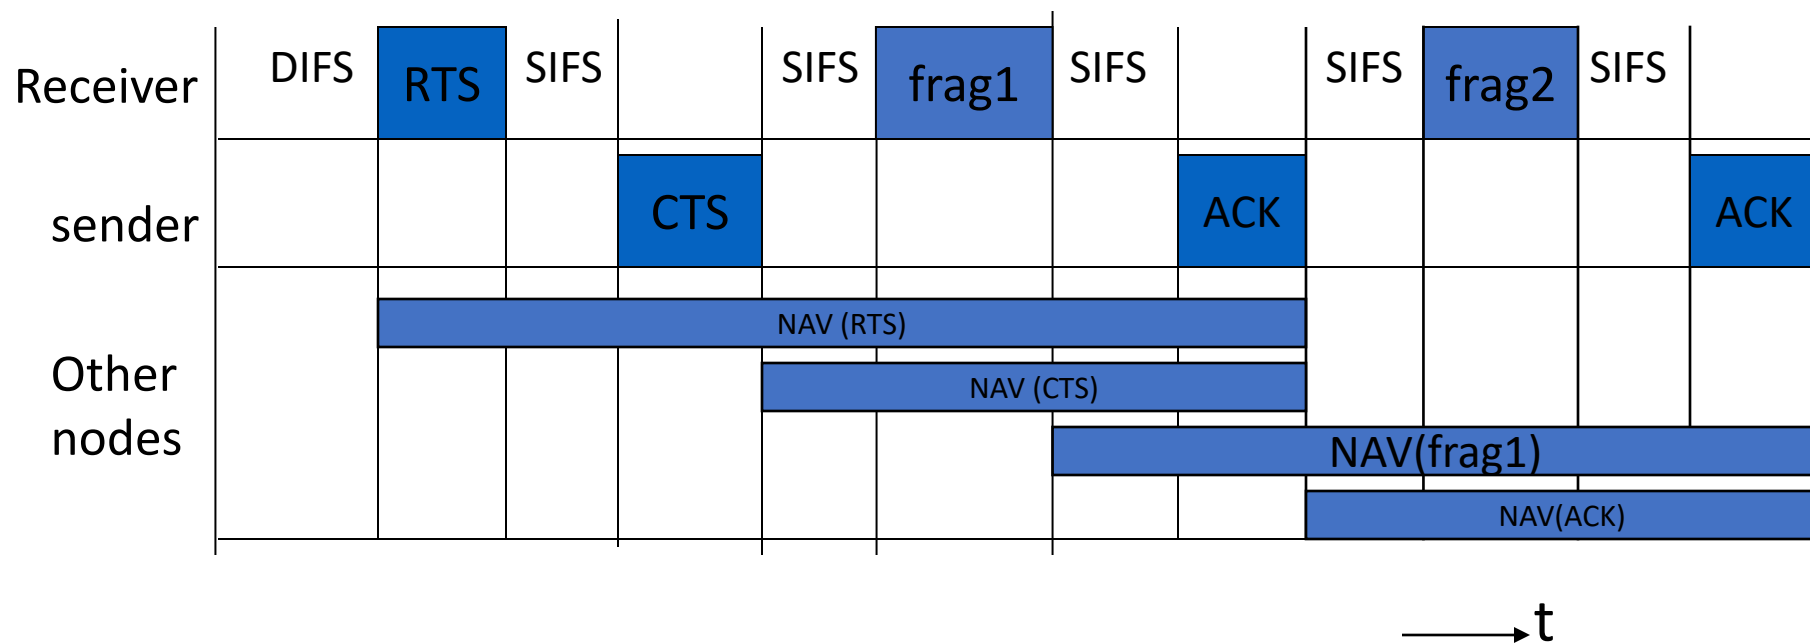 Receiver
DIFS
RTS
SIFS
SIFS
frag1
SIFS
SIFS
frag2
SIFS
sender
CTS
ACK
ACK
Other
nodes
NAV (RTS)
NAV (CTS)
NAV(frag1)
NAV(ACK)
t